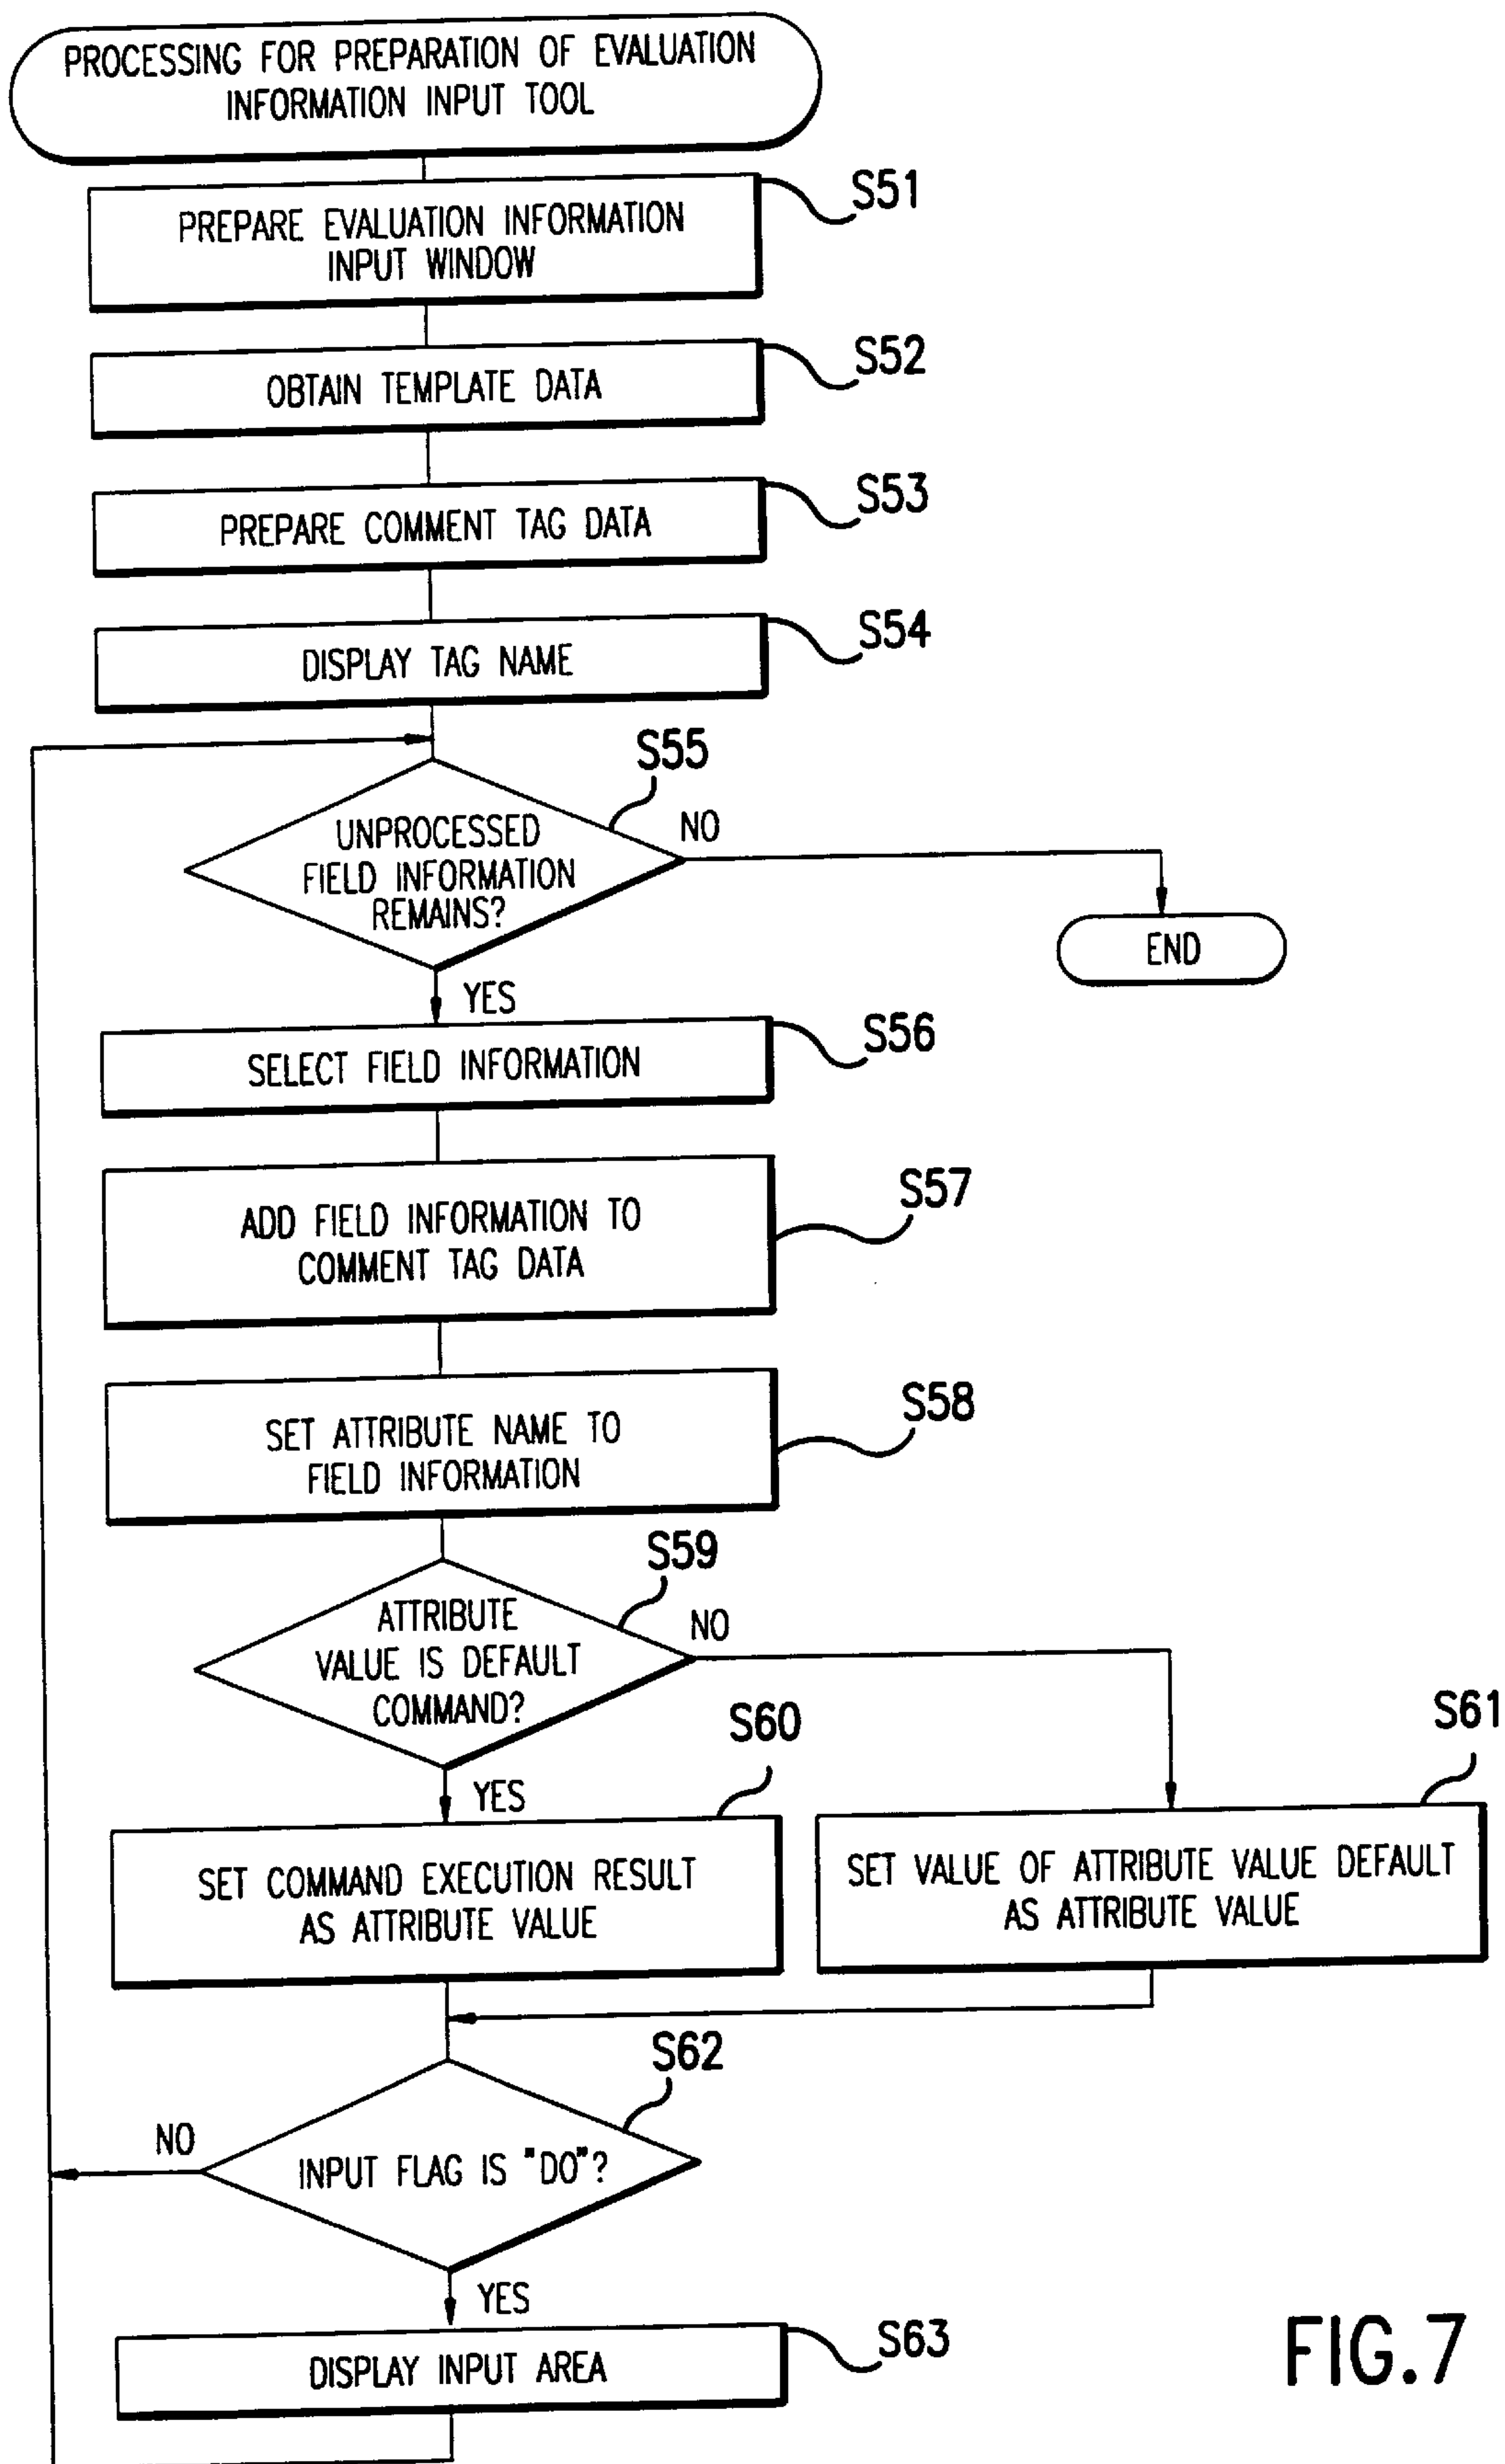 PROCESSING FOR PREPARATION OF EVALUATION
INFORMATION INPUT TOOL
S51
PREPARE EVALUATION INFORMATION
INPUT WINDOW
S52
OBTAIN TEMPLATE DATA
S53
PREPARE COMMENT TAG DATA
S54
DISPLAY TAG NAME
S55
UNPROCESSED
FIELD INFORMATION
REMAINS?
NO
END
YES
S56
SELECT FIELD INFORMATION
S57
ADD FIELD INFORMATION TO
COMMENT TAG DATA
S58
SET ATTRIBUTE NAME TO
FIELD INFORMATION
S59
ATTRIBUTE
VALUE IS DEFAULT
COMMAND?
NO
YES
S60
SET COMMAND EXECUTION RESULT
AS ATTRIBUTE VALUE
S61
SET VALUE OF ATTRIBUTE VALUE DEFAULT
AS ATTRIBUTE VALUE
S62
INPUT FLAG IS "DO"?
NO
YES
S63
DISPLAY INPUT AREA
FIG.7